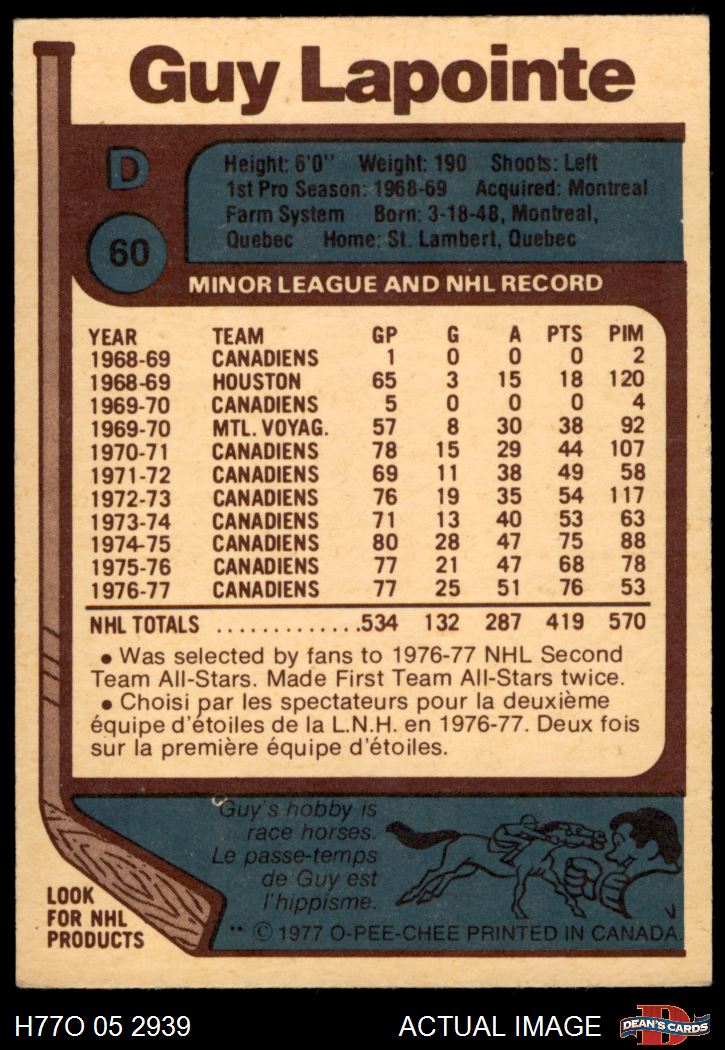 Guy Lapointe
D
60
Height: 6'0" Weight: 190 Shoots: Left
1st Pro Season: 1968-69 Acquired: Montreal
Farm System Born: 3-18-48, Montreal,
Quebec Home: St. Lambert, Quebec
MINOR LEAGUE AND NHL RECORD
YEAR TEAM GP G A PTS PIM
1968-69 CANADIENS 1 0 0 0 2
1968-69 HOUSTON 65 3 15 18 120
1969-70 CANADIENS 5 0 0 0 4
1969-70 MTL. VOYAG. 57 8 30 38 92
1970-71 CANADIENS 78 15 29 44 107
1971-72 CANADIENS 69 11 38 49 58
1972-73 CANADIENS 76 19 35 54 117
1973-74 CANADIENS 71 13 40 53 63
1974-75 CANADIENS 80 28 47 75 88
1975-76 CANADIENS 77 21 47 68 78
1976-77 CANADIENS 77 25 51 76 53
NHL TOTALS .............534 132 287 419 570
• Was selected by fans to 1976-77 NHL Second
Team All-Stars. Made First Team All-Stars twice.
• Choisi par les spectateurs pour la deuxième
équipe d'étoiles de la L.N.H. en 1976-77. Deux fois
sur la première équipe d'étoiles.
Guy's hobby is
race horses.
Le passe-temps
de Guy est
l'hippisme.
LOOK
FOR NHL
PRODUCTS
** © 1977 O-PEE-CHEE PRINTED IN CANADA.
H77O 05 2939
ACTUAL IMAGE
D
DEAN'S CARDS